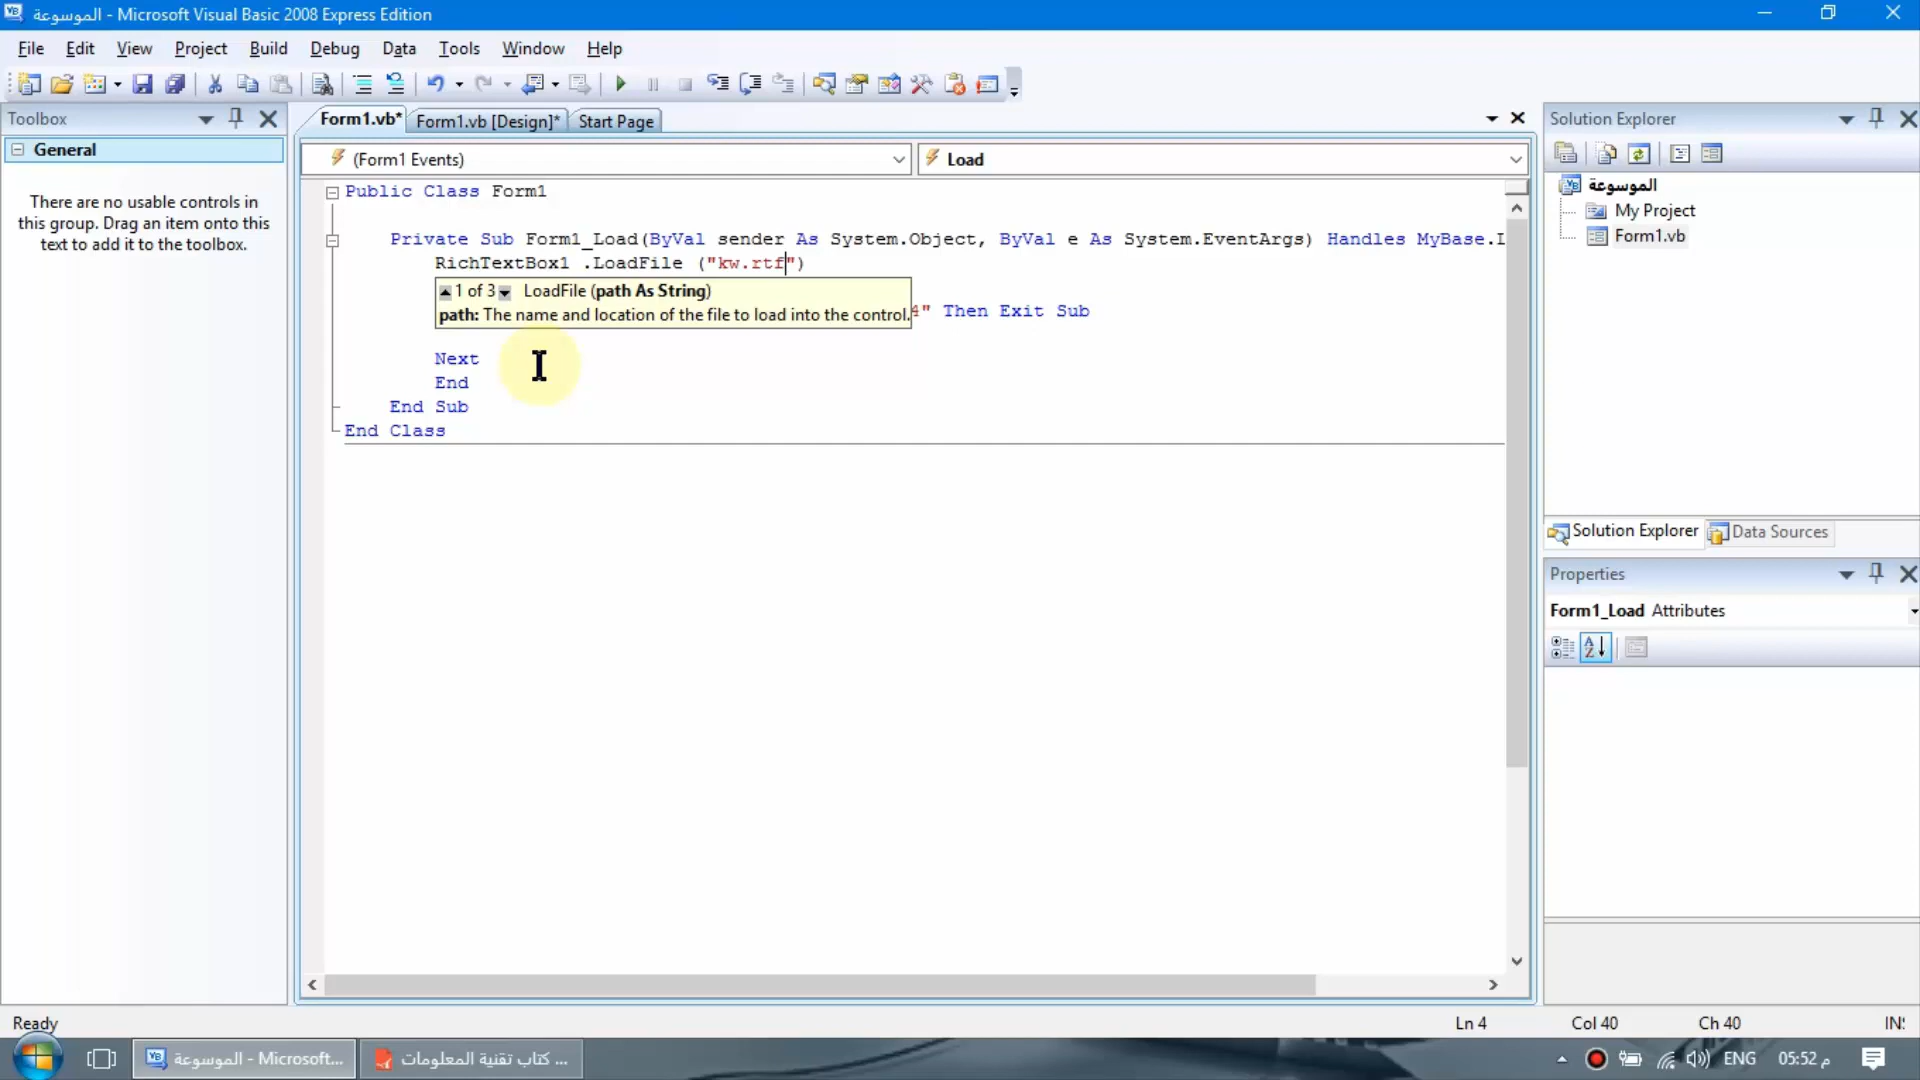 الموسوعة - Microsoft Visual Basic 2008 Express Edition
File Edit View Project Build Debug Data Tools Window Help
Toolbox
General
There are no usable controls in
this group. Drag an item onto this
text to add it to the toolbox.
Form1.vb* Form1.vb [Design]* Start Page
(Form1 Events) Load
Public Class Form1
Private Sub Form1_Load(ByVal sender As System.Object, ByVal e As System.EventArgs) Handles MyBase.L
RichTextBox1 .LoadFile ("kw.rtf")
1 of 3 LoadFile (path As String)
path: The name and location of the file to load into the control.
4" Then Exit Sub
Next
End
End Sub
End Class
Solution Explorer
الموسوعة
My Project
Form1.vb
Solution Explorer Data Sources
Properties
Form1_Load Attributes
Ready Ln 4 Col 40 Ch 40 INS
الموسوعة - Microsoft... كتاب تقنية المعلومات ... ENG 05:52 م